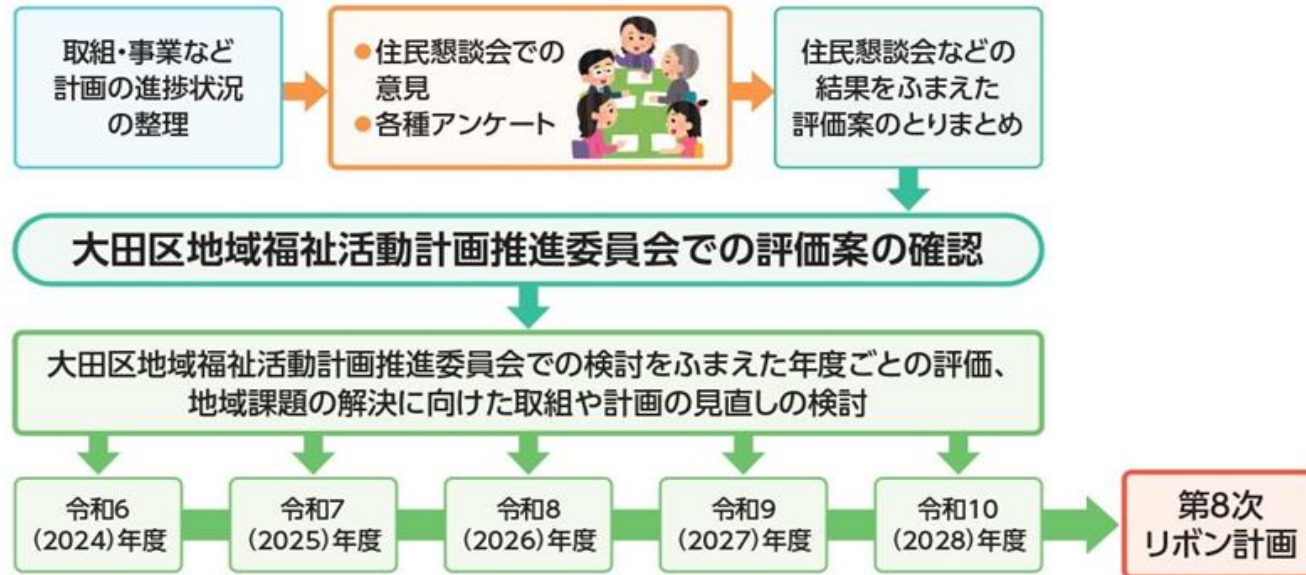 取組・事業など
計画の進捗状況
の整理
●住民懇談会での
意見
●各種アンケート
住民懇談会などの
結果をふまえた
評価案のとりまとめ
大田区地域福祉活動計画推進委員会での評価案の確認
大田区地域福祉活動計画推進委員会での検討をふまえた年度ごとの評価、
地域課題の解決に向けた取組や計画の見直しの検討
令和6
(2024)年度
令和7
(2025)年度
令和8
(2026)年度
令和9
(2027)年度
令和10
(2028)年度
第8次
リボン計画